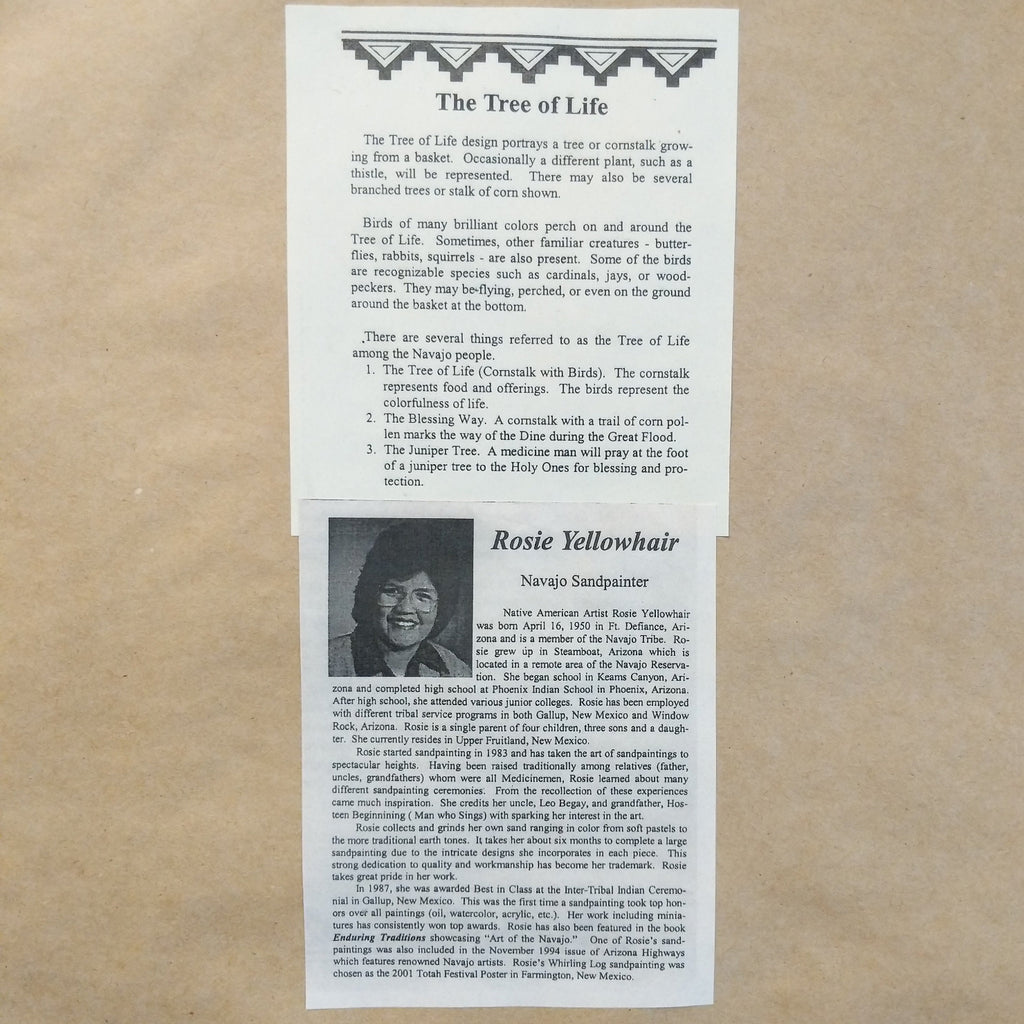 The Tree of Life
The Tree of Life design portrays a tree or cornstalk grow-
ing from a basket. Occasionally a different plant, such as a
thistle, will be represented. There may also be several
branched trees or stalk of corn shown.
Birds of many brilliant colors perch on and around the
Tree of Life. Sometimes, other familiar creatures - butter-
flies, rabbits, squirrels - are also present. Some of the birds
are recognizable species such as cardinals, jays, or wood-
peckers. They may be flying, perched, or even on the ground
around the basket at the bottom.
There are several things referred to as the Tree of Life
among the Navajo people.
1. The Tree of Life (Cornstalk with Birds). The cornstalk
represents food and offerings. The birds represent the
colorfulness of life.
2. The Blessing Way. A cornstalk with a trail of corn pol-
len marks the way of the Dine during the Great Flood.
3. The Juniper Tree. A medicine man will pray at the foot
of a juniper tree to the Holy Ones for blessing and pro-
tection.
Rosie Yellowhair
Navajo Sandpainter
Native American Artist Rosie Yellowhair
was born April 16, 1950 in Ft. Defiance, Ari-
zona and is a member of the Navajo Tribe. Ro-
sie grew up in Steamboat, Arizona which is
located in a remote area of the Navajo Reserva-
tion. She began school in Keams Canyon, Ari-
zona and completed high school at Phoenix Indian School in Phoenix, Arizona.
After high school, she attended various junior colleges. Rosie has been employed
with different tribal service programs in both Gallup, New Mexico and Window
Rock, Arizona. Rosie is a single parent of four children, three sons and a daugh-
ter. She currently resides in Upper Fruitland, New Mexico.
Rosie started sandpainting in 1983 and has taken the art of sandpaintings to
spectacular heights. Having been raised traditionally among relatives (father,
uncles, grandfathers) whom were all Medicinemen, Rosie learned about many
different sandpainting ceremonies. From the recollection of these experiences
came much inspiration. She credits her uncle, Leo Begay, and grandfather, Hos-
teen Beginnining ( Man who Sings) with sparking her interest in the art.
Rosie collects and grinds her own sand ranging in color from soft pastels to
the more traditional earth tones. It takes her about six months to complete a large
sandpainting due to the intricate designs she incorporates in each piece. This
strong dedication to quality and workmanship has become her trademark. Rosie
takes great pride in her work.
In 1987, she was awarded Best in Class at the Inter-Tribal Indian Ceremo-
nial in Gallup, New Mexico. This was the first time a sandpainting took top hon-
ors over all paintings (oil, watercolor, acrylic, etc.). Her work including minia-
tures has consistently won top awards. Rosie has also been featured in the book
Enduring Traditions showcasing "Art of the Navajo." One of Rosie's sand-
paintings was also included in the November 1994 issue of Arizona Highways
which features renowned Navajo artists. Rosie's Whirling Log sandpainting was
chosen as the 2001 Totah Festival Poster in Farmington, New Mexico.